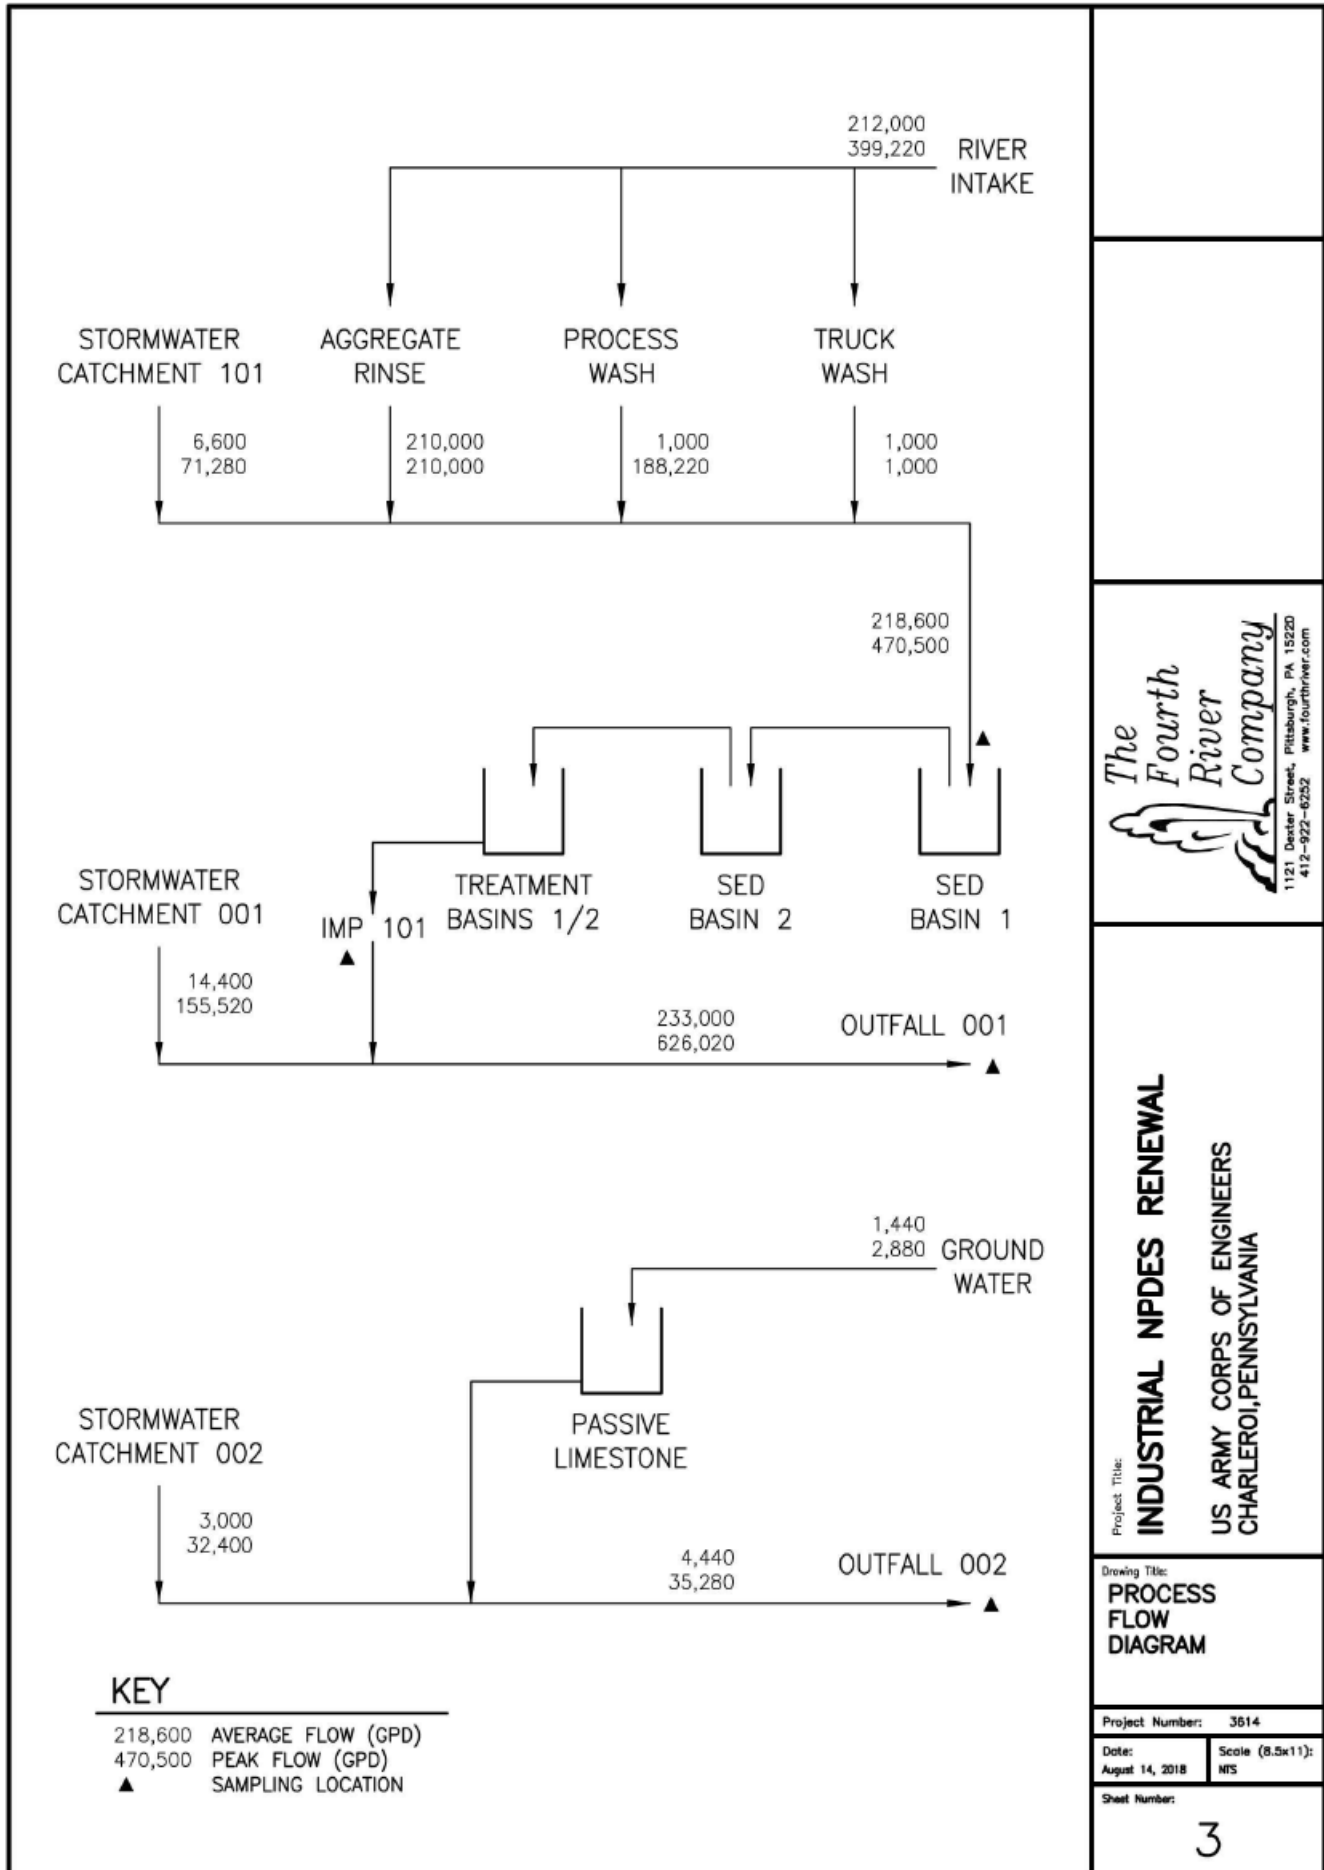 212,000
399,220
RIVER
INTAKE
STORMWATER
CATCHMENT 101
AGGREGATE
RINSE
PROCESS
WASH
TRUCK
WASH
6,600
71,280
210,000
210,000
1,000
188,220
1,000
1,000
218,600
470,500
TREATMENT
BASINS 1/2
SED
BASIN 2
SED
BASIN 1
STORMWATER
CATCHMENT 001
IMP 101
14,400
155,520
233,000
626,020
OUTFALL 001
1,440
2,880
GROUND
WATER
PASSIVE
LIMESTONE
STORMWATER
CATCHMENT 002
3,000
32,400
4,440
35,280
OUTFALL 002
KEY
218,600 AVERAGE FLOW (GPD)
470,500 PEAK FLOW (GPD)
▲ SAMPLING LOCATION
The
Fourth
River
Company
1121 Dexter Street, Pittsburgh, PA 15220
412-922-6252 www.fourthriver.com
Project Title:
INDUSTRIAL NPDES RENEWAL
US ARMY CORPS OF ENGINEERS
CHARLEROI,PENNSYLVANIA
Drawing Title:
PROCESS
FLOW
DIAGRAM
Project Number: 3614
Date:
August 14, 2018
Scale (8.5x11):
NTS
Sheet Number:
3